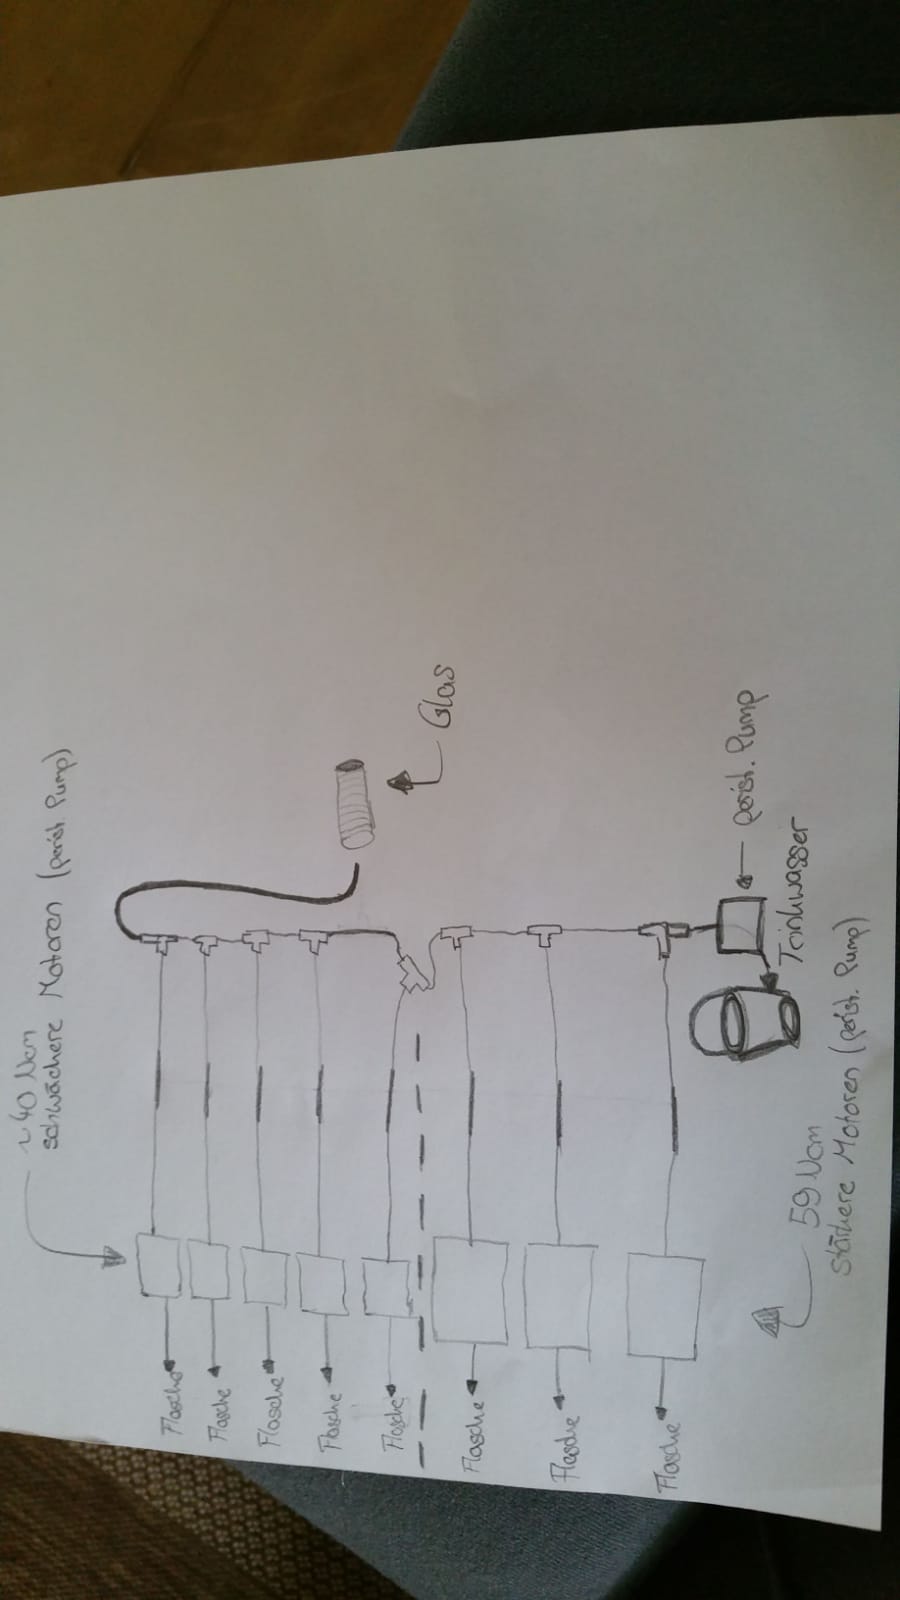 ~40 Ncm
schwächere Motoren (perist. Pump)
Flasche
Flasche
Flasche
Flasche
Flasche
Glas
Flasche
Flasche
Flasche
perist. Pump
Trinkwasser
59 Ncm
Stärkere Motoren (perist. Pump)